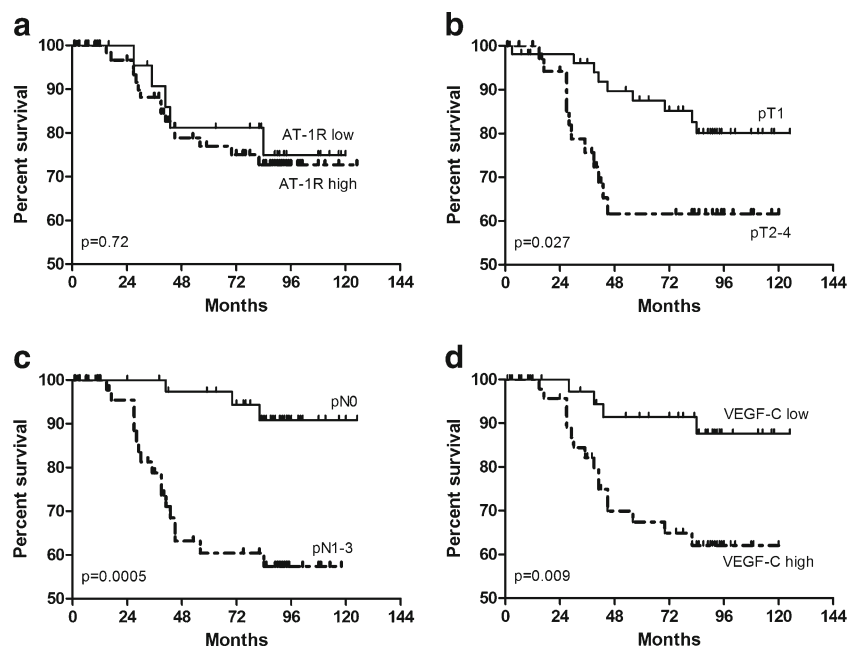 a
Percent survival
100
90
80
70
60
50
AT-1R low
AT-1R high
p=0.72
0 24 48 72 96 120 144
Months
b
Percent survival
100
90
80
70
60
50
pT1
pT2-4
p=0.027
0 24 48 72 96 120 144
Months
c
Percent survival
100
90
80
70
60
50
pN0
pN1-3
p=0.0005
0 24 48 72 96 120 144
Months
d
Percent survival
100
90
80
70
60
50
VEGF-C low
VEGF-C high
p=0.009
0 24 48 72 96 120 144
Months